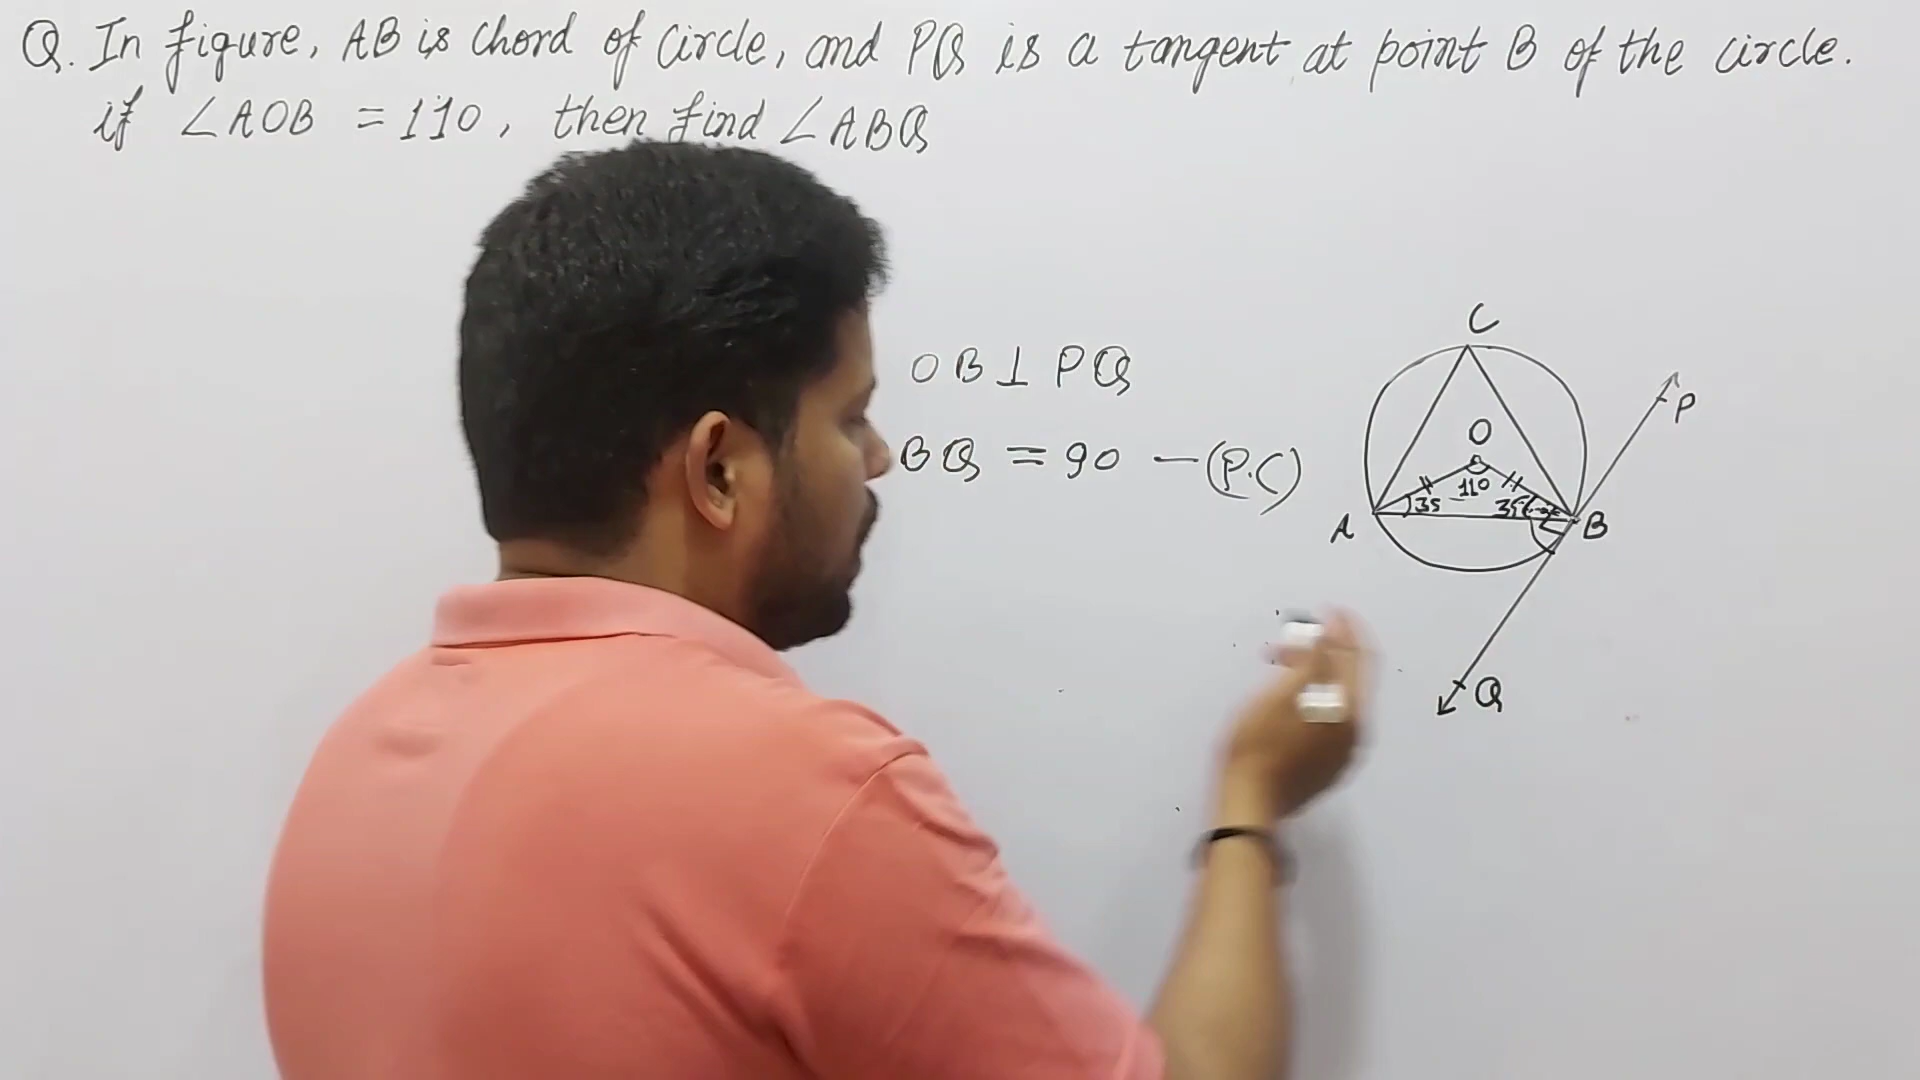 Q. In figure, AB is chord of circle, and PQ is a tangent at point B of the circle.
if ∠AOB = 110, then find ∠ABQ
OB ⊥ PQ
BQ = 90 - (P.C)
C
P
O
110
35
A
B
Q